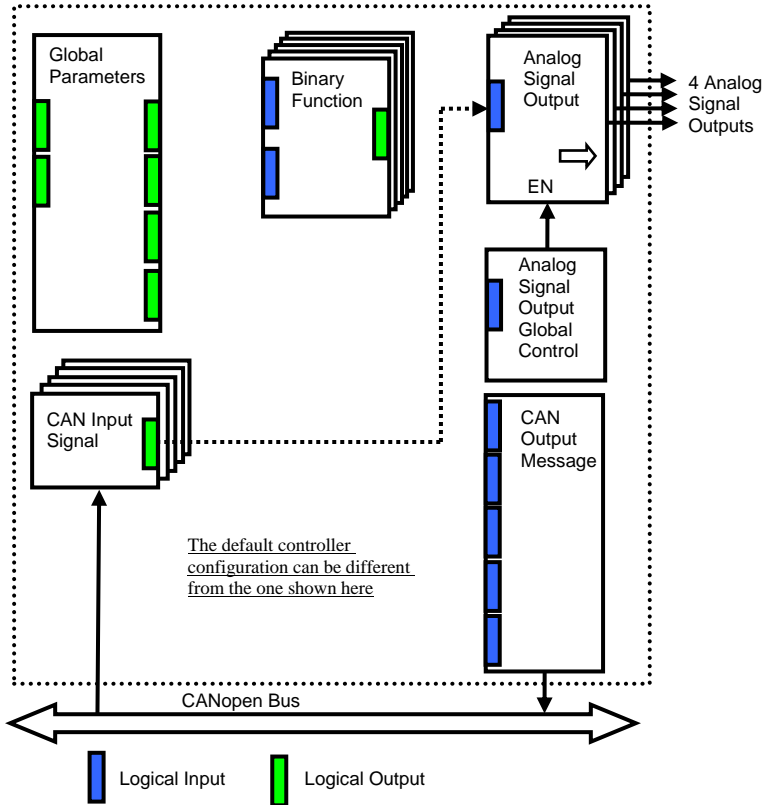 Global
Parameters
Binary
Function
Analog
Signal
Output
EN
4 Analog
Signal
Outputs
Analog
Signal
Output
Global
Control
CAN Input
Signal
CAN
Output
Message
The default controller
configuration can be different
from the one shown here
CANopen Bus
Logical Input
Logical Output